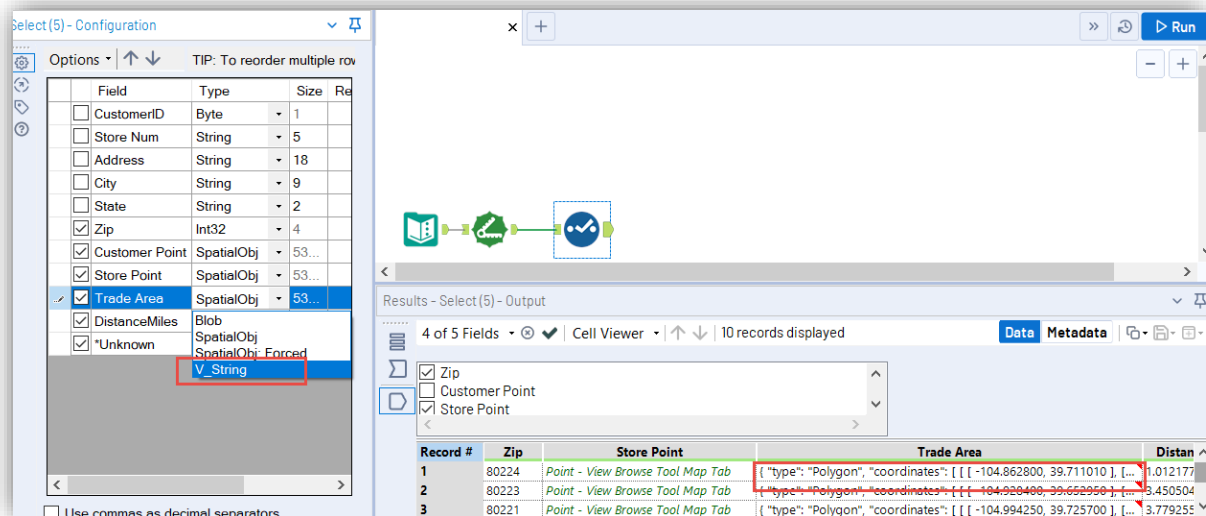 Select (5) - Configuration
Options
TIP: To reorder multiple row
Field Type Size Re
CustomerID Byte 1
Store Num String 5
Address String 18
City String 9
State String 2
Zip Int32 4
Customer Point SpatialObj 53...
Store Point SpatialObj 53...
Trade Area SpatialObj 53...
DistanceMiles
*Unknown
Blob
SpatialObj
SpatialObj: Forced
V_String
Use commas as decimal separators
Run
Results - Select (5) - Output
4 of 5 Fields Cell Viewer 10 records displayed Data Metadata
Zip
Customer Point
Store Point
Record # Zip Store Point Trade Area Distan
1 80224 Point - View Browse Tool Map Tab { "type": "Polygon", "coordinates": [ [ [ -104.862800, 39.711010 ], [... 1.012177
2 80223 Point - View Browse Tool Map Tab { "type": "Polygon", "coordinates": [ [ [ -104.928400, 39.652950 ], [... 3.450504
3 80221 Point - View Browse Tool Map Tab { "type": "Polygon", "coordinates": [ [ [ -104.994250, 39.725700 ], [... 3.779255